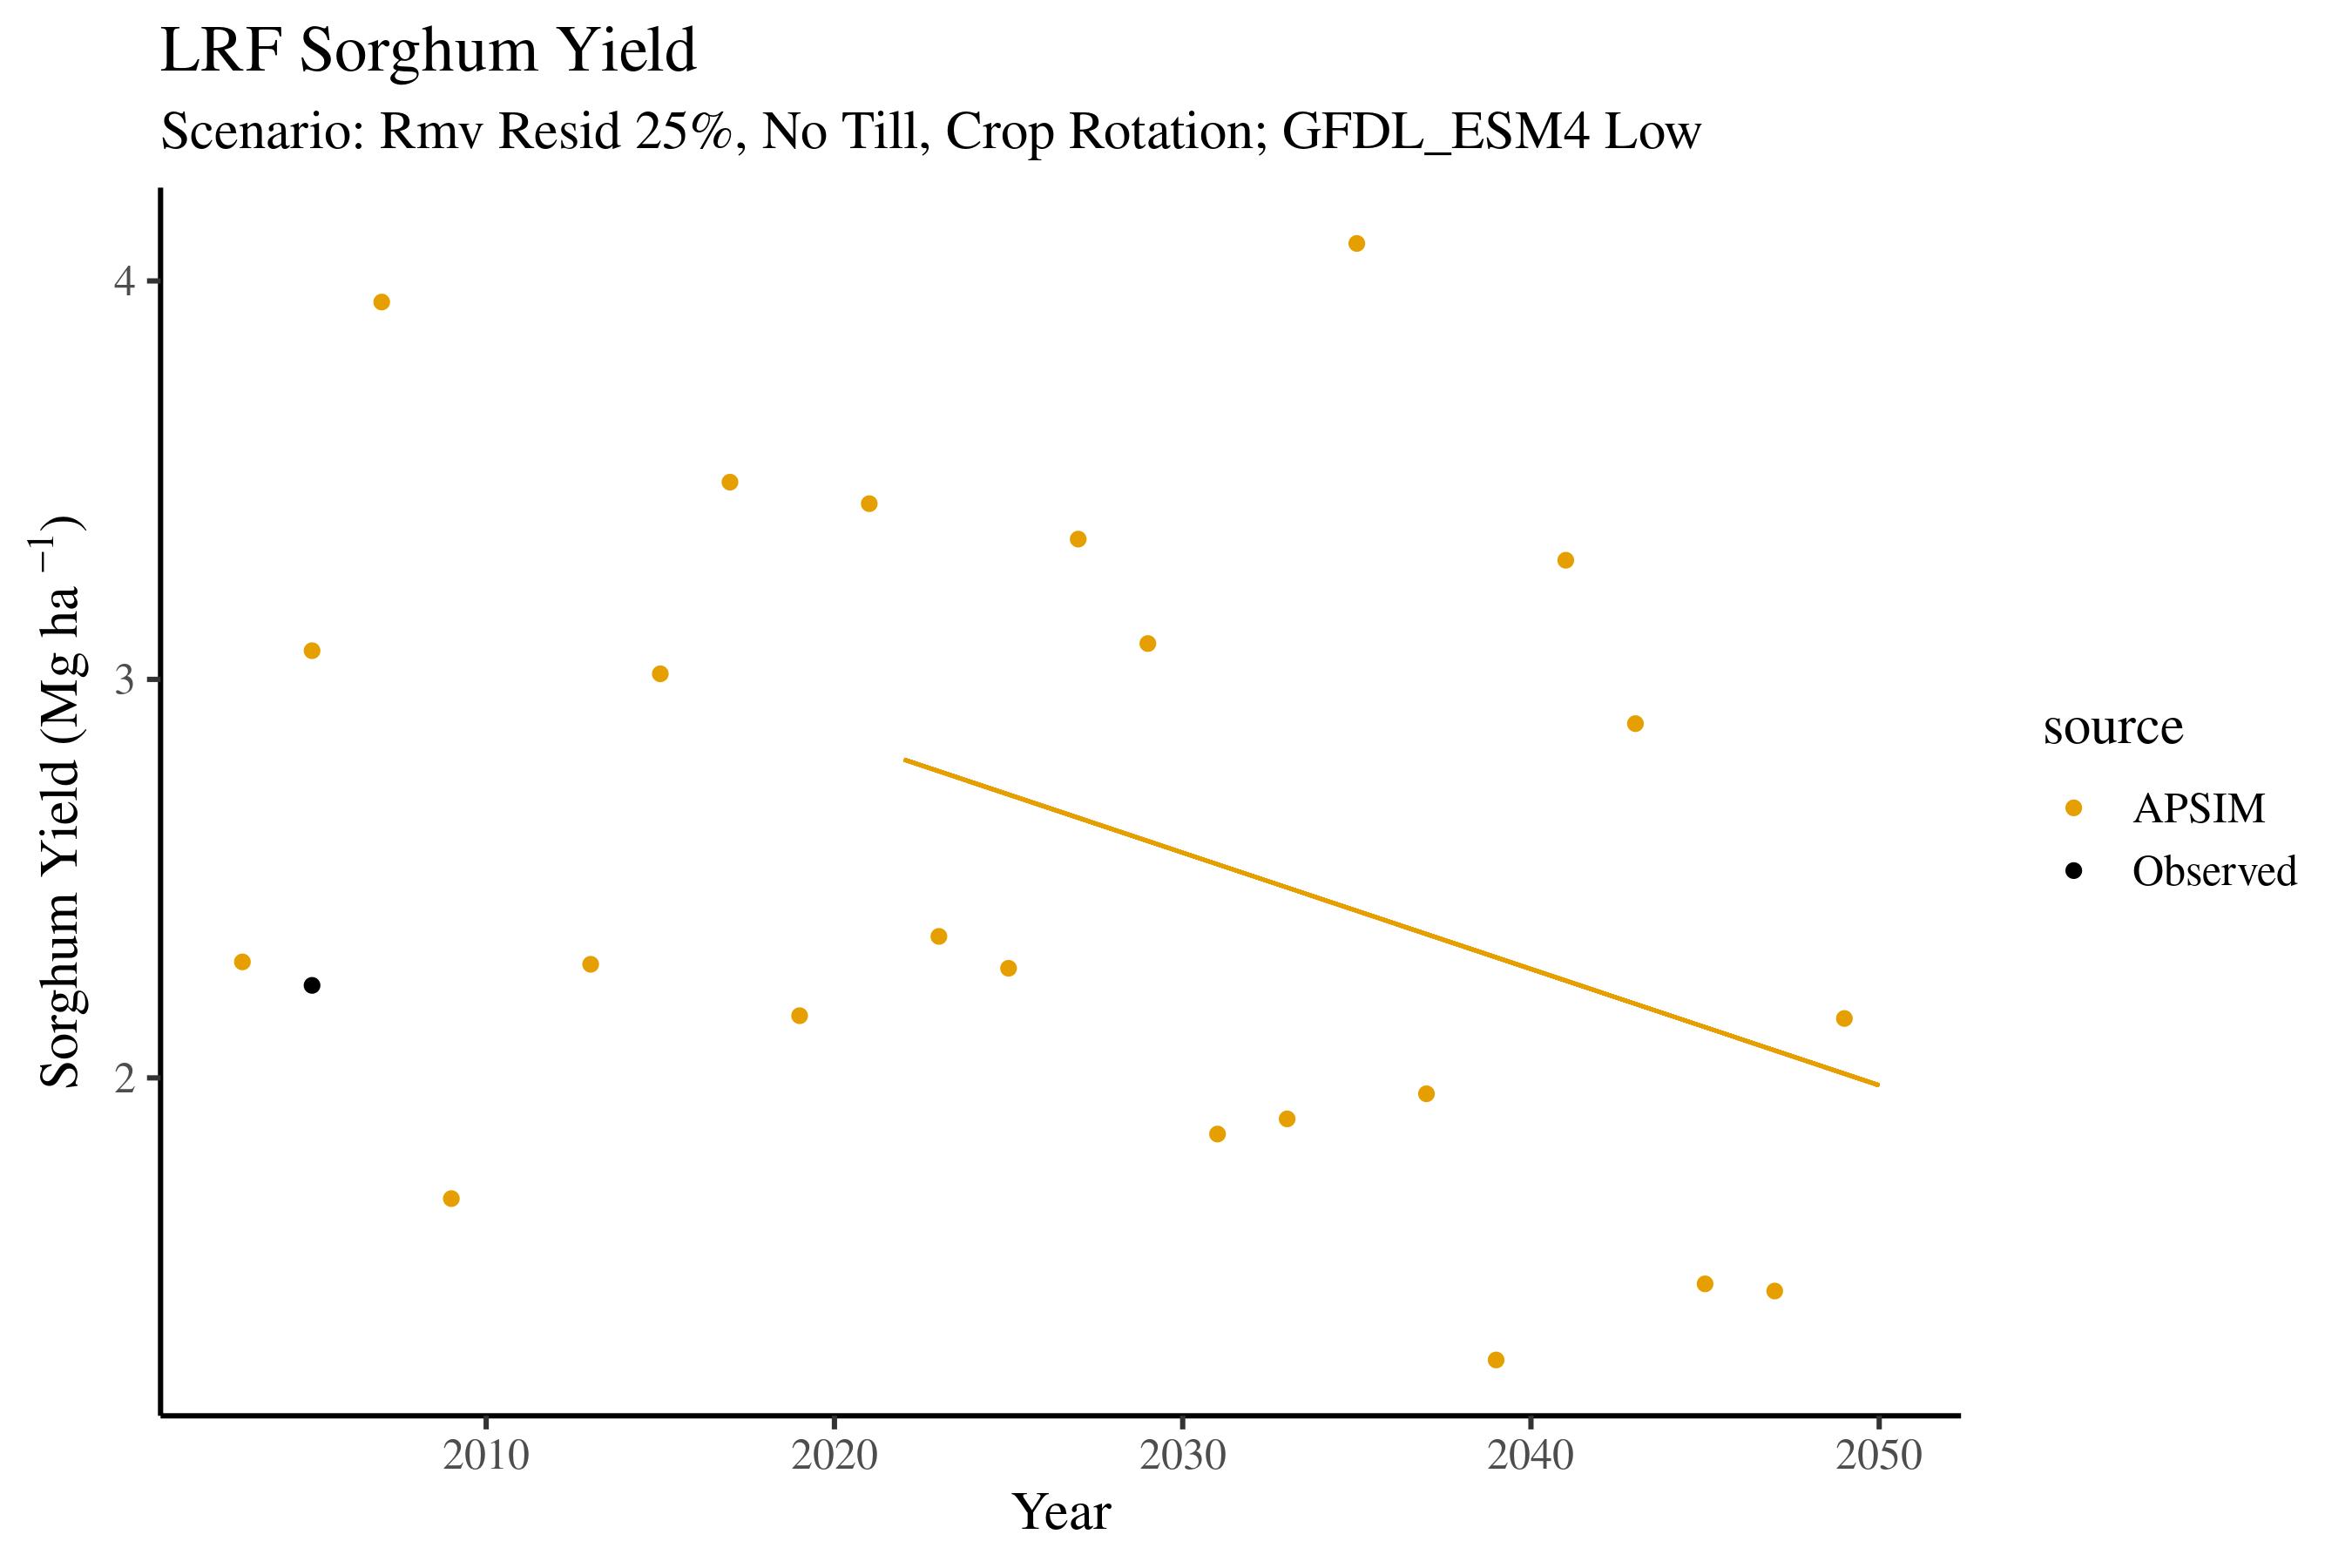 LRF Sorghum Yield
Scenario: Rmv Resid 25%, No Till, Crop Rotation; GFDL_ESM4 Low
Sorghum Yield (Mg ha −1)
4
3
2
2010 2020 2030 2040 2050
Year
source
APSIM
Observed